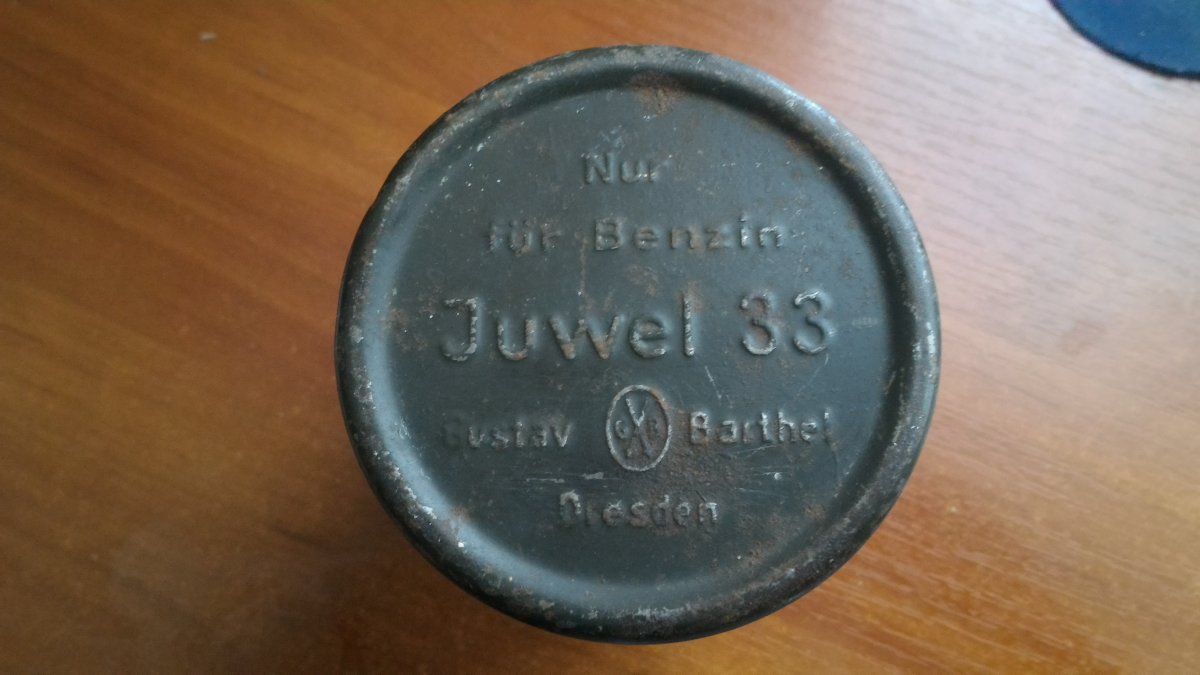 Nur
für Benzin
Juwel 33
Gustav G B Barthel
Dresden